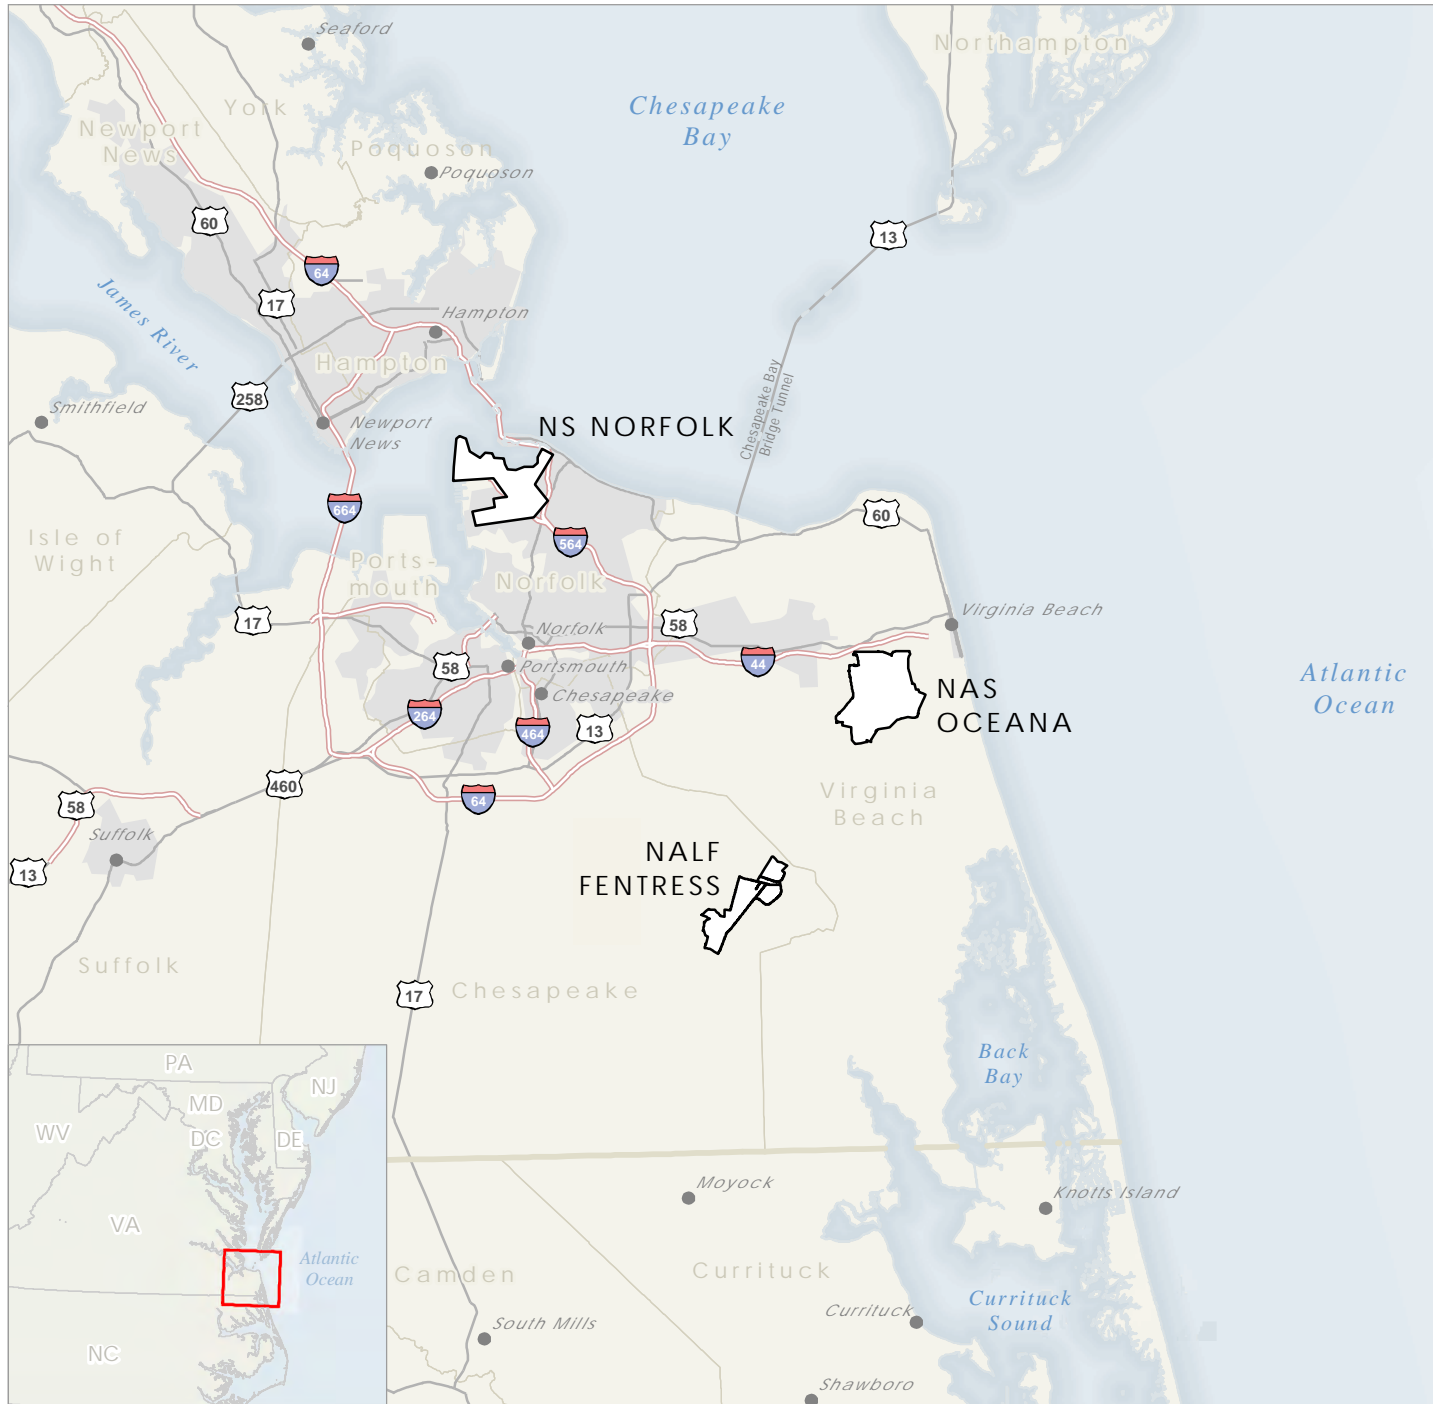 Seaford
Northampton
York
Chesapeake
Bay
Newport
News
Poquoson
Poquoson
60
13
64
James River
17
Hampton
Hampton
258
Smithfield
Newport
News
NS NORFOLK
Chesapeake Bay
Bridge Tunnel
664
60
564
Isle of
Wight
Ports-
mouth
Norfolk
17
58
Virginia Beach
Norfolk
58
Portsmouth
44
Atlantic
Ocean
Chesapeake
NAS
OCEANA
264
464
13
460
64
Virginia
Beach
58
Suffolk
13
NALF
FENTRESS
Suffolk
17
Chesapeake
Back
Bay
PA
NJ
MD
WV
DC
DE
VA
Atlantic
Ocean
NC
Moyock
Knotts Island
Camden
Currituck
Currituck
Sound
Currituck
South Mills
Shawboro